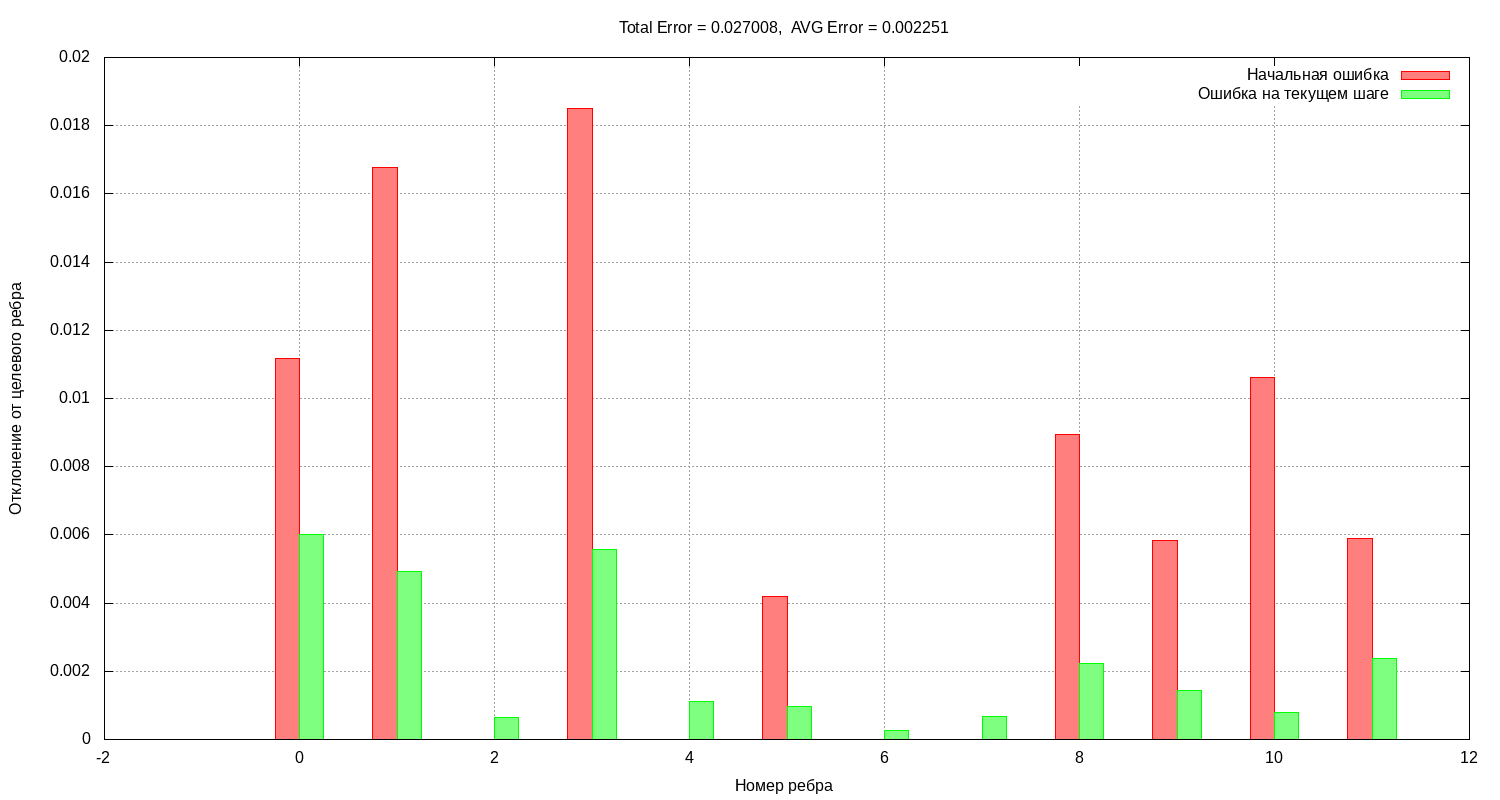 Total Error = 0.027008,  AVG Error = 0.002251
Начальная ошибка
Ошибка на текущем шаге
0.02
0.018
0.016
0.014
0.012
0.01
0.008
0.006
0.004
0.002
0
Отклонение от целевого ребра
-2 0 2 4 6 8 10 12
Номер ребра